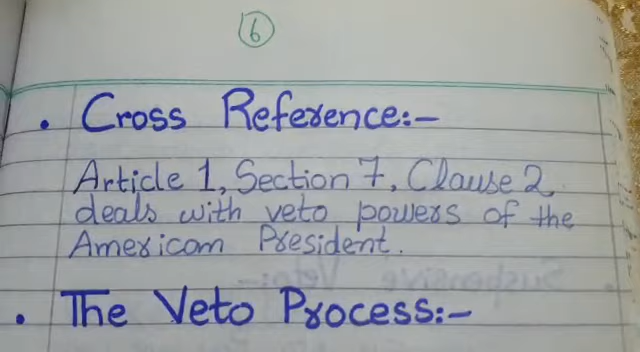 6
• Cross Reference:-
Article 1, Section 7, Clause 2
deals with veto powers of the
American President.
• The Veto Process:-